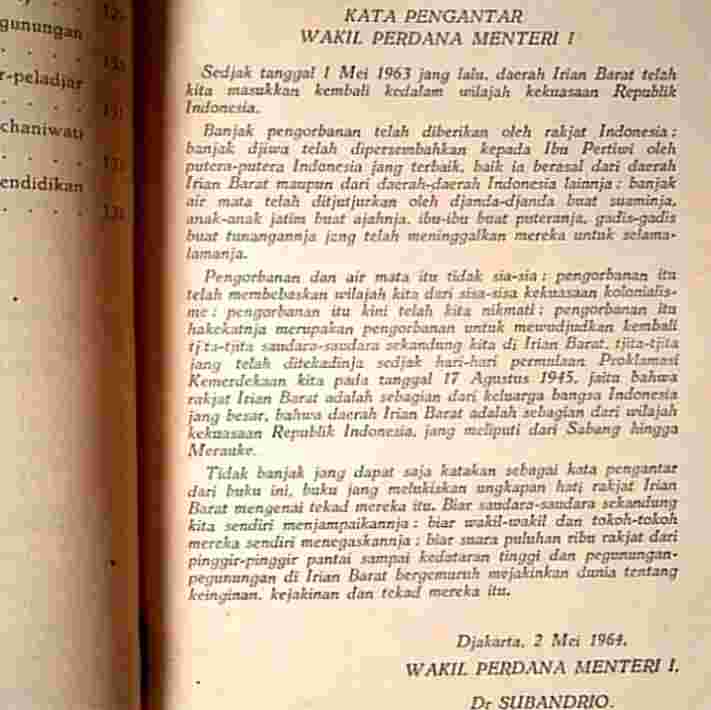 12
gunungan
. . . . 13
r-peladjar
. . . . 131
chaniwati
. . . . 13
endidikan
. . . . 13
KATA PENGANTAR
WAKIL PERDANA MENTERI I
Sedjak tanggal 1 Mei 1963 jang lalu, daerah Irian Barat telah
kita masukkan kembali kedalam wilajah kekuasaan Republik
Indonesia.
Banjak pengorbanan telah diberikan oleh rakjat Indonesia ;
banjak djiwa telah dipersembahkan kepada Ibu Pertiwi oleh
putera-putera Indonesia jang terbaik, baik ia berasal dari daerah
Irian Barat maupun dari daerah-daerah Indonesia lainnja ; banjak
air mata telah ditjutjurkan oleh djanda-djanda buat suaminja,
anak-anak jatim buat ajahnja, ibu-ibu buat puteranja, gadis-gadis
buat tunangannja jang telah meninggalkan mereka untuk selama-
lamanja.
Pengorbanan dan air mata itu tidak sia-sia ; pengorbanan itu
telah membebaskan wilajah kita dari sisa-sisa kekuasaan kolonialis-
me ; pengorbanan itu kini telah kita nikmati ; pengorbanan itu
hakekatnja merupakan pengorbanan untuk mewudjudkan kembali
tjita-tjita saudara-saudara sekandung kita di Irian Barat, tjita-tjita
jang telah ditekadinja sedjak hari-hari permulaan Proklamasi
Kemerdekaan kita pada tanggal 17 Agustus 1945, jaitu bahwa
rakjat Irian Barat adalah sebagian dari keluarga bangsa Indonesia
jang besar, bahwa daerah Irian Barat adalah sebagian dari wilajah
kekuasaan Republik Indonesia, jang meliputi dari Sabang hingga
Merauke.
Tidak banjak jang dapat saja katakan sebagai kata pengantar
dari buku ini, buku jang melukiskan ungkapan hati rakjat Irian
Barat mengenai tekad mereka itu. Biar saudara-saudara sekandung
kita sendiri menjampaikannja ; biar wakil-wakil dan tokoh-tokoh
mereka sendiri menegaskannja ; biar suara puluhan ribu rakjat dari
pinggir-pinggir pantai sampai kedataran tinggi dan pegunungan-
pegunungan di Irian Barat bergemuruh mejakinkan dunia tentang
keinginan, kejakinan dan tekad mereka itu.
Djakarta, 2 Mei 1964.
WAKIL PERDANA MENTERI I.
Dr SUBANDRIO.